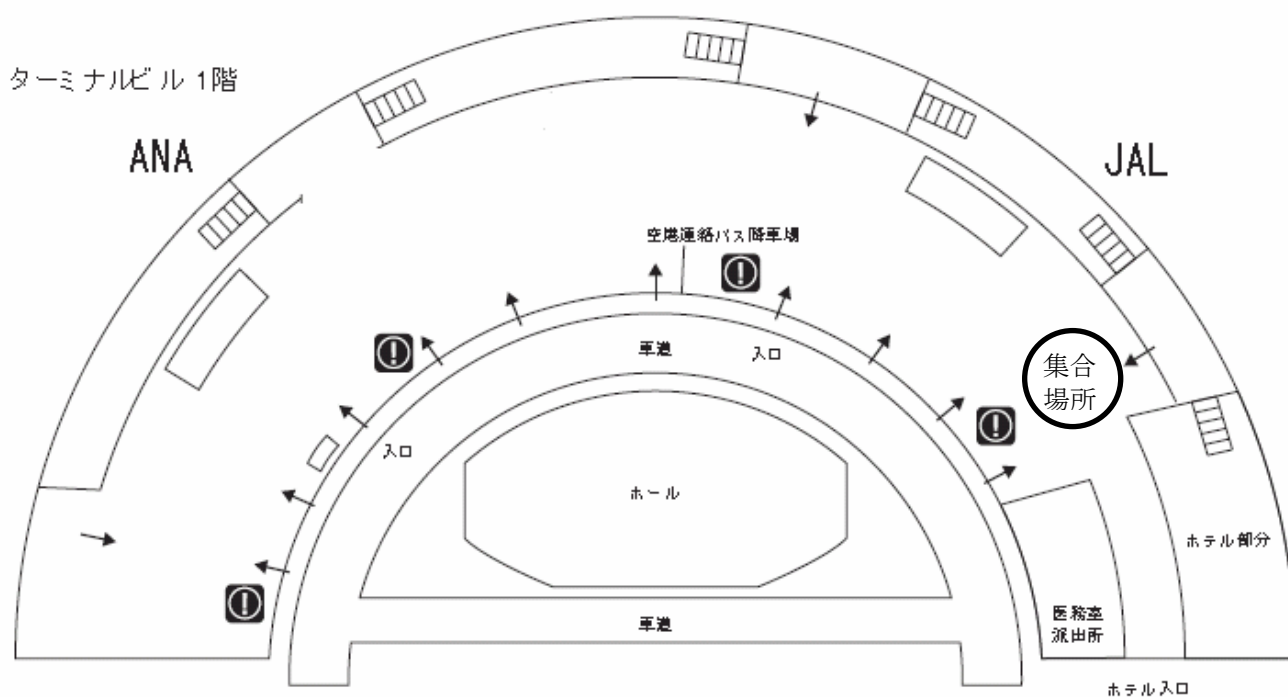 ターミナルビル 1階
ANA
JAL
空港連絡バス降車場
車道
入口
集合
場所
入口
ホール
ホテル部分
医務室
派出所
車道
ホテル入口